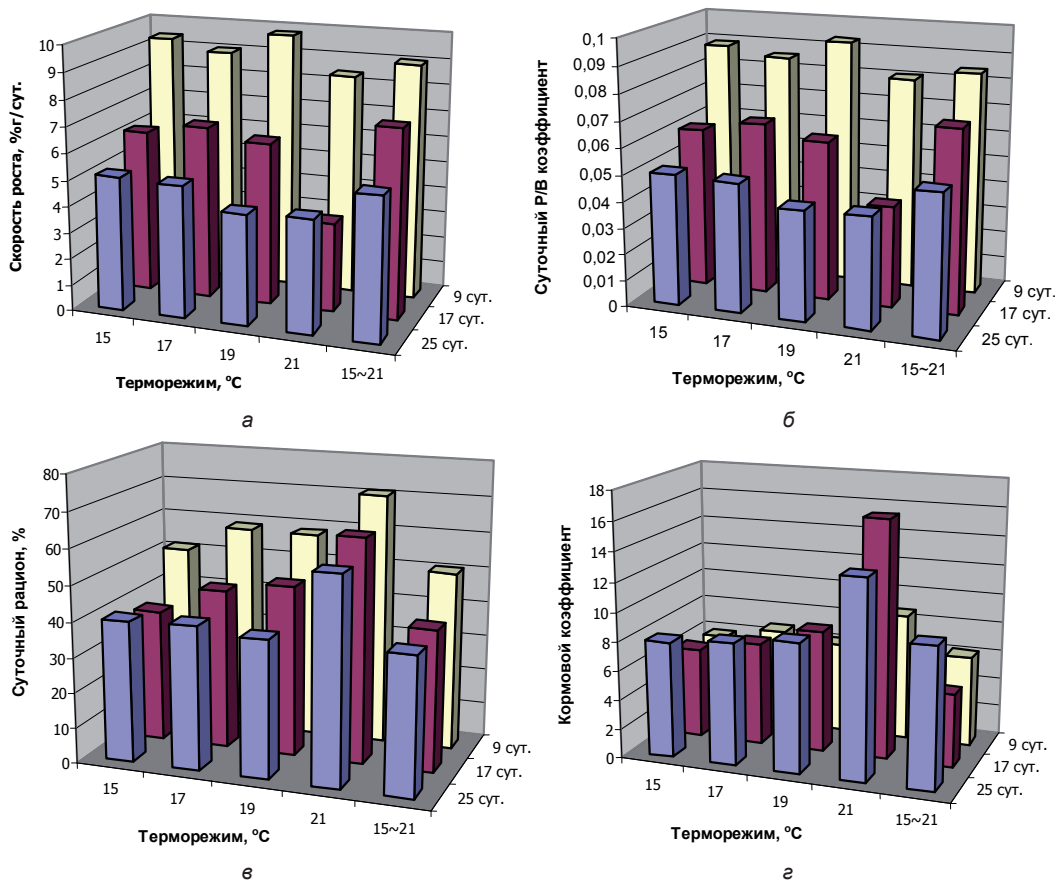 Скорость роста, %г/сут.
10
9
8
7
6
5
4
3
2
1
0
15
17
19
21
15~21
9 сут.
17 сут.
25 сут.
Терморежим, °С
а
Суточный Р/В коэффициент
0,1
0,09
0,08
0,07
0,06
0,05
0,04
0,03
0,02
0,01
0
15
17
19
21
15~21
9 сут.
17 сут.
25 сут.
Терморежим, °С
б
Суточный рацион, %
80
70
60
50
40
30
20
10
0
15
17
19
21
15~21
9 сут.
17 сут.
25 сут.
Терморежим, °С
в
Кормовой коэффициент
18
16
14
12
10
8
6
4
2
0
15
17
19
21
15~21
9 сут.
17 сут.
25 сут.
Терморежим, °С
г